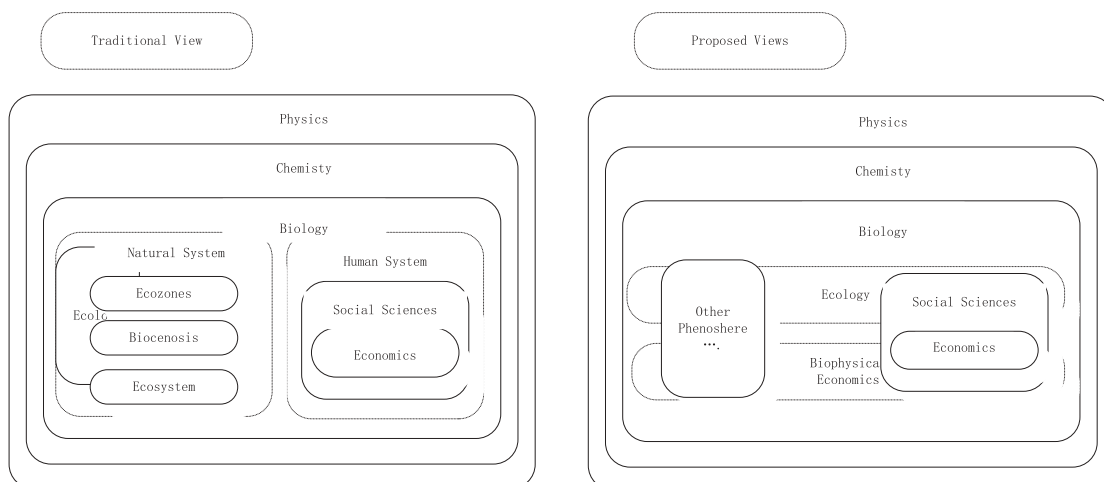 Traditional View
Physics
Chemisty
Biology
Natural System
Ecozones
Ecolo
Biocenosis
Ecosystem
Human System
Social Sciences
Economics
Proposed Views
Physics
Chemisty
Biology
Other
Phenoshere
….
Ecology
Biophysica
Economics
Social Sciences
Economics